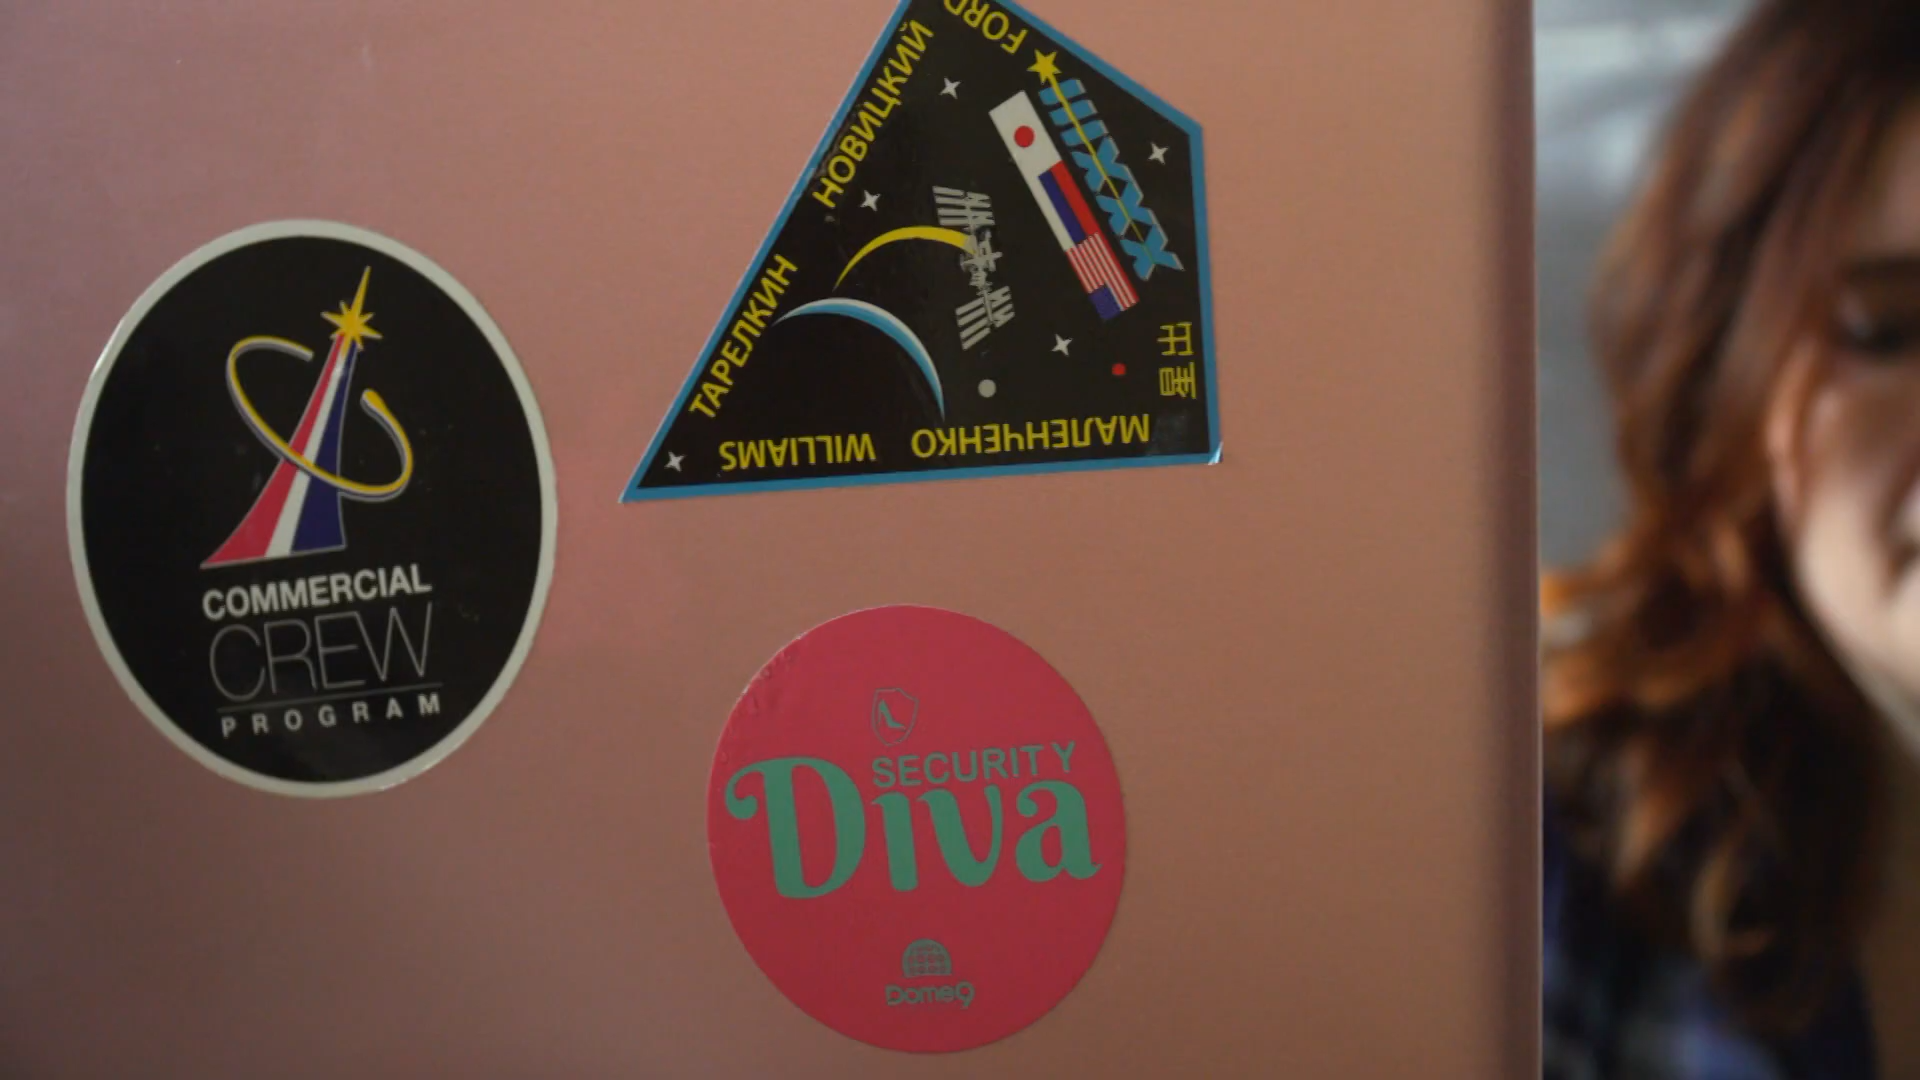 FORD
НОВИЦКИЙ
ТАРЕЛКИН
XXXIII
星出
МАЛЕНЧЕНКО
WILLIAMS
COMMERCIAL
CREW
PROGRAM
SECURITY
Diva
Dome9